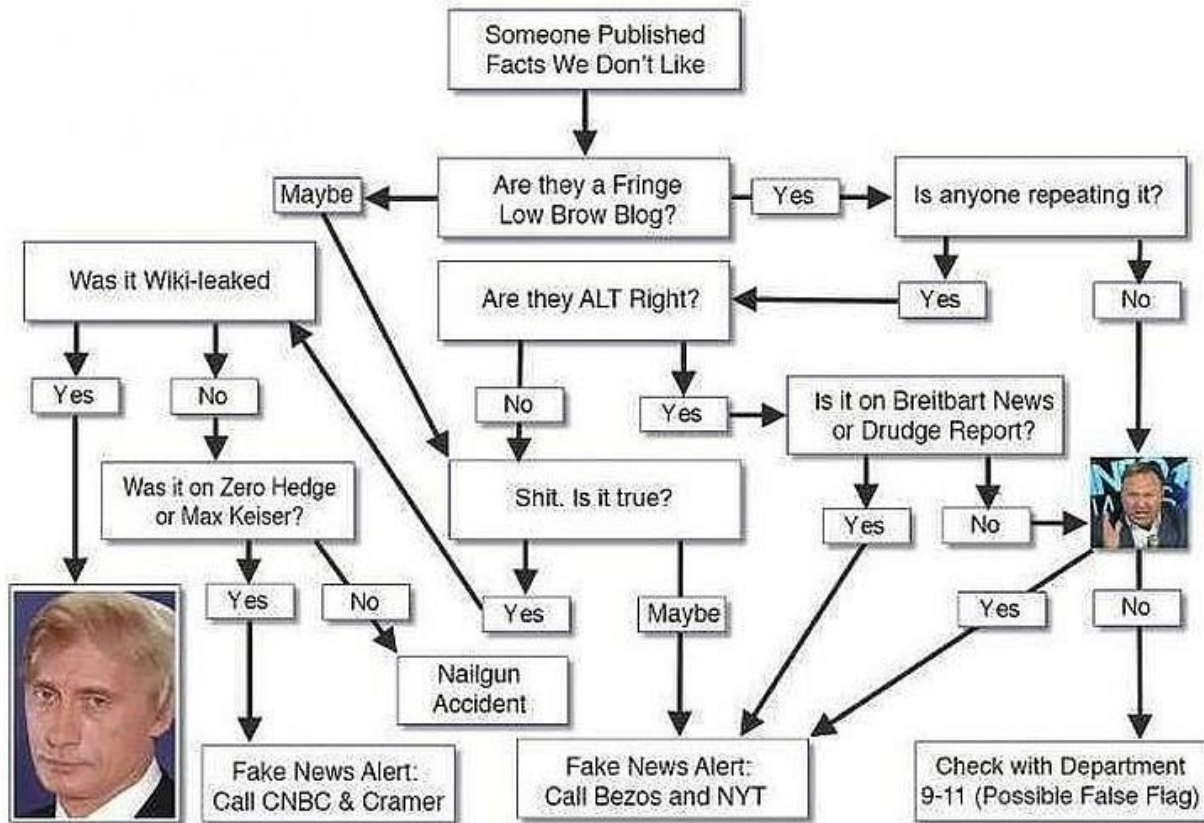 Someone Published
Facts We Don't Like
Maybe
Are they a Fringe
Low Brow Blog?
Yes
Is anyone repeating it?
Was it Wiki-leaked
Are they ALT Right?
Yes
No
Yes
No
No
Yes
Is it on Breitbart News
or Drudge Report?
Was it on Zero Hedge
or Max Keiser?
Shit. Is it true?
Yes
No
Yes
No
Yes
Maybe
Yes
No
Nailgun
Accident
Fake News Alert:
Call CNBC & Cramer
Fake News Alert:
Call Bezos and NYT
Check with Department
9-11 (Possible False Flag)